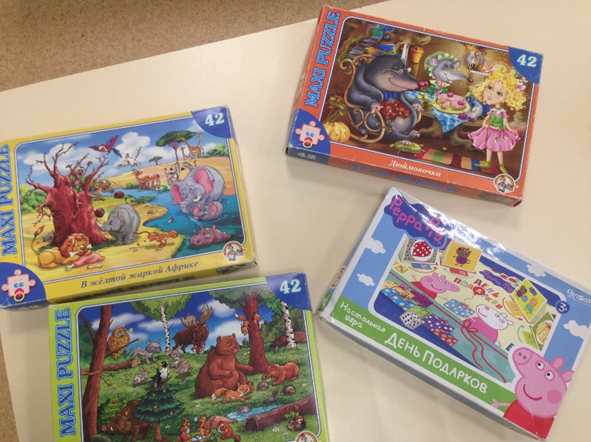 MAXI PUZZLE
42
Дюймовочка
MAXI PUZZLE
42
В жёлтой жаркой Африке
66
MAXI PUZZLE
42
Peppa Pig
Настольная
игра
ДЕНЬ ПОДАРКОВ
3+